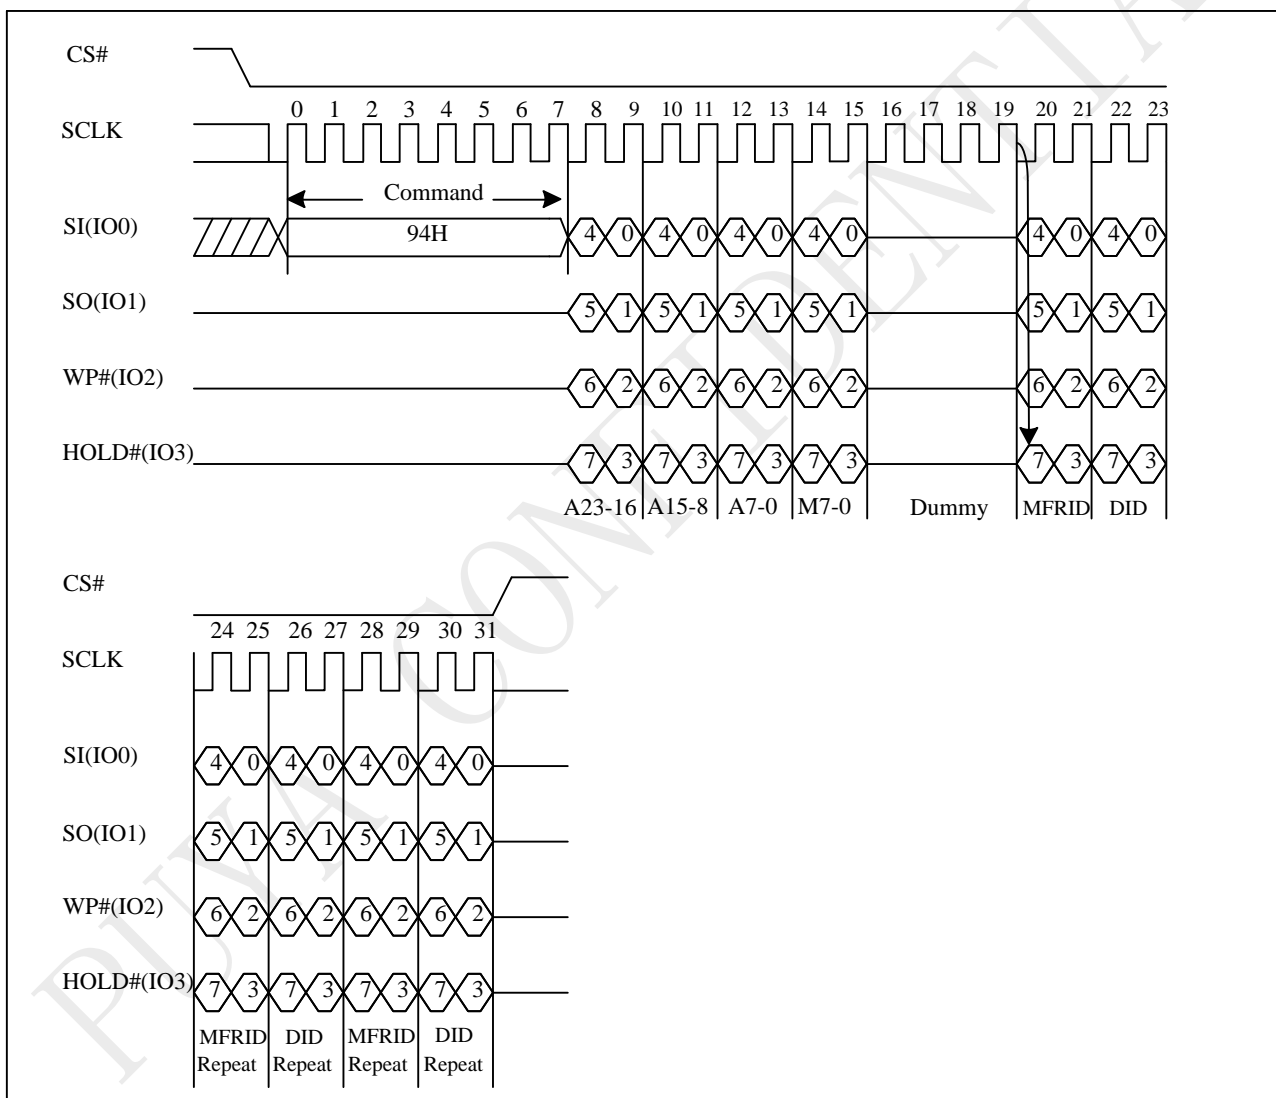 CS#
0 1 2 3 4 5 6 7 8 9 10 11 12 13 14 15 16 17 18 19 20 21 22 23
SCLK
Command
SI(IO0) 94H 4 0 4 0 4 0 4 0 4 0 4 0
SO(IO1) 5 1 5 1 5 1 5 1 5 1 5 1
WP#(IO2) 6 2 6 2 6 2 6 2 6 2 6 2
HOLD#(IO3) 7 3 7 3 7 3 7 3 7 3 7 3
A23-16 A15-8 A7-0 M7-0 Dummy MFRID DID
CS#
24 25 26 27 28 29 30 31
SCLK
SI(IO0) 4 0 4 0 4 0 4 0
SO(IO1) 5 1 5 1 5 1 5 1
WP#(IO2) 6 2 6 2 6 2 6 2
HOLD#(IO3) 7 3 7 3 7 3 7 3
MFRID DID MFRID DID
Repeat Repeat Repeat Repeat
PUYA CONFIDENTIA